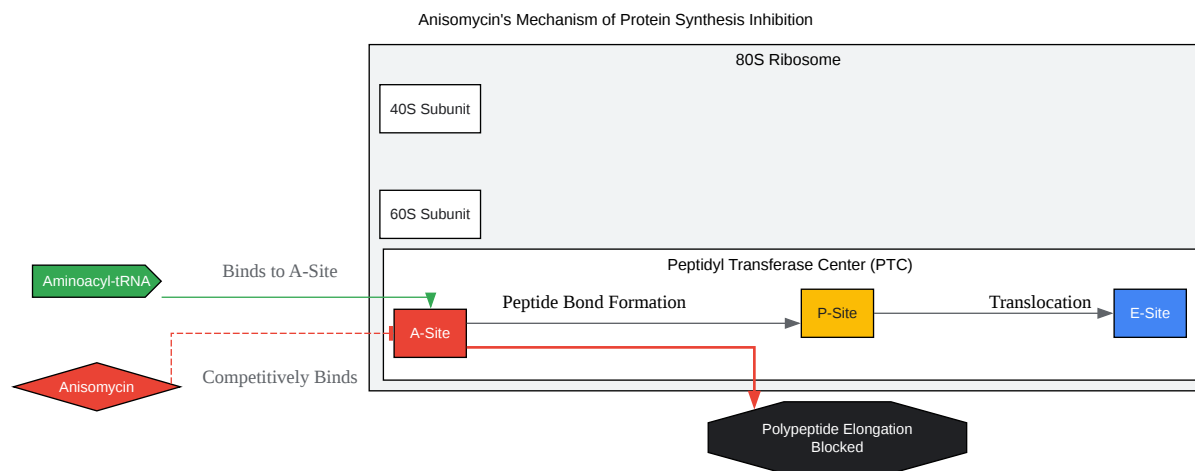 Anisomycin's Mechanism of Protein Synthesis Inhibition
80S Ribosome
40S Subunit
60S Subunit
Peptidyl Transferase Center (PTC)
Aminoacyl-tRNA
Binds to A-Site
Peptide Bond Formation
Translocation
A-Site
P-Site
E-Site
Anisomycin
Competitively Binds
Polypeptide Elongation
Blocked